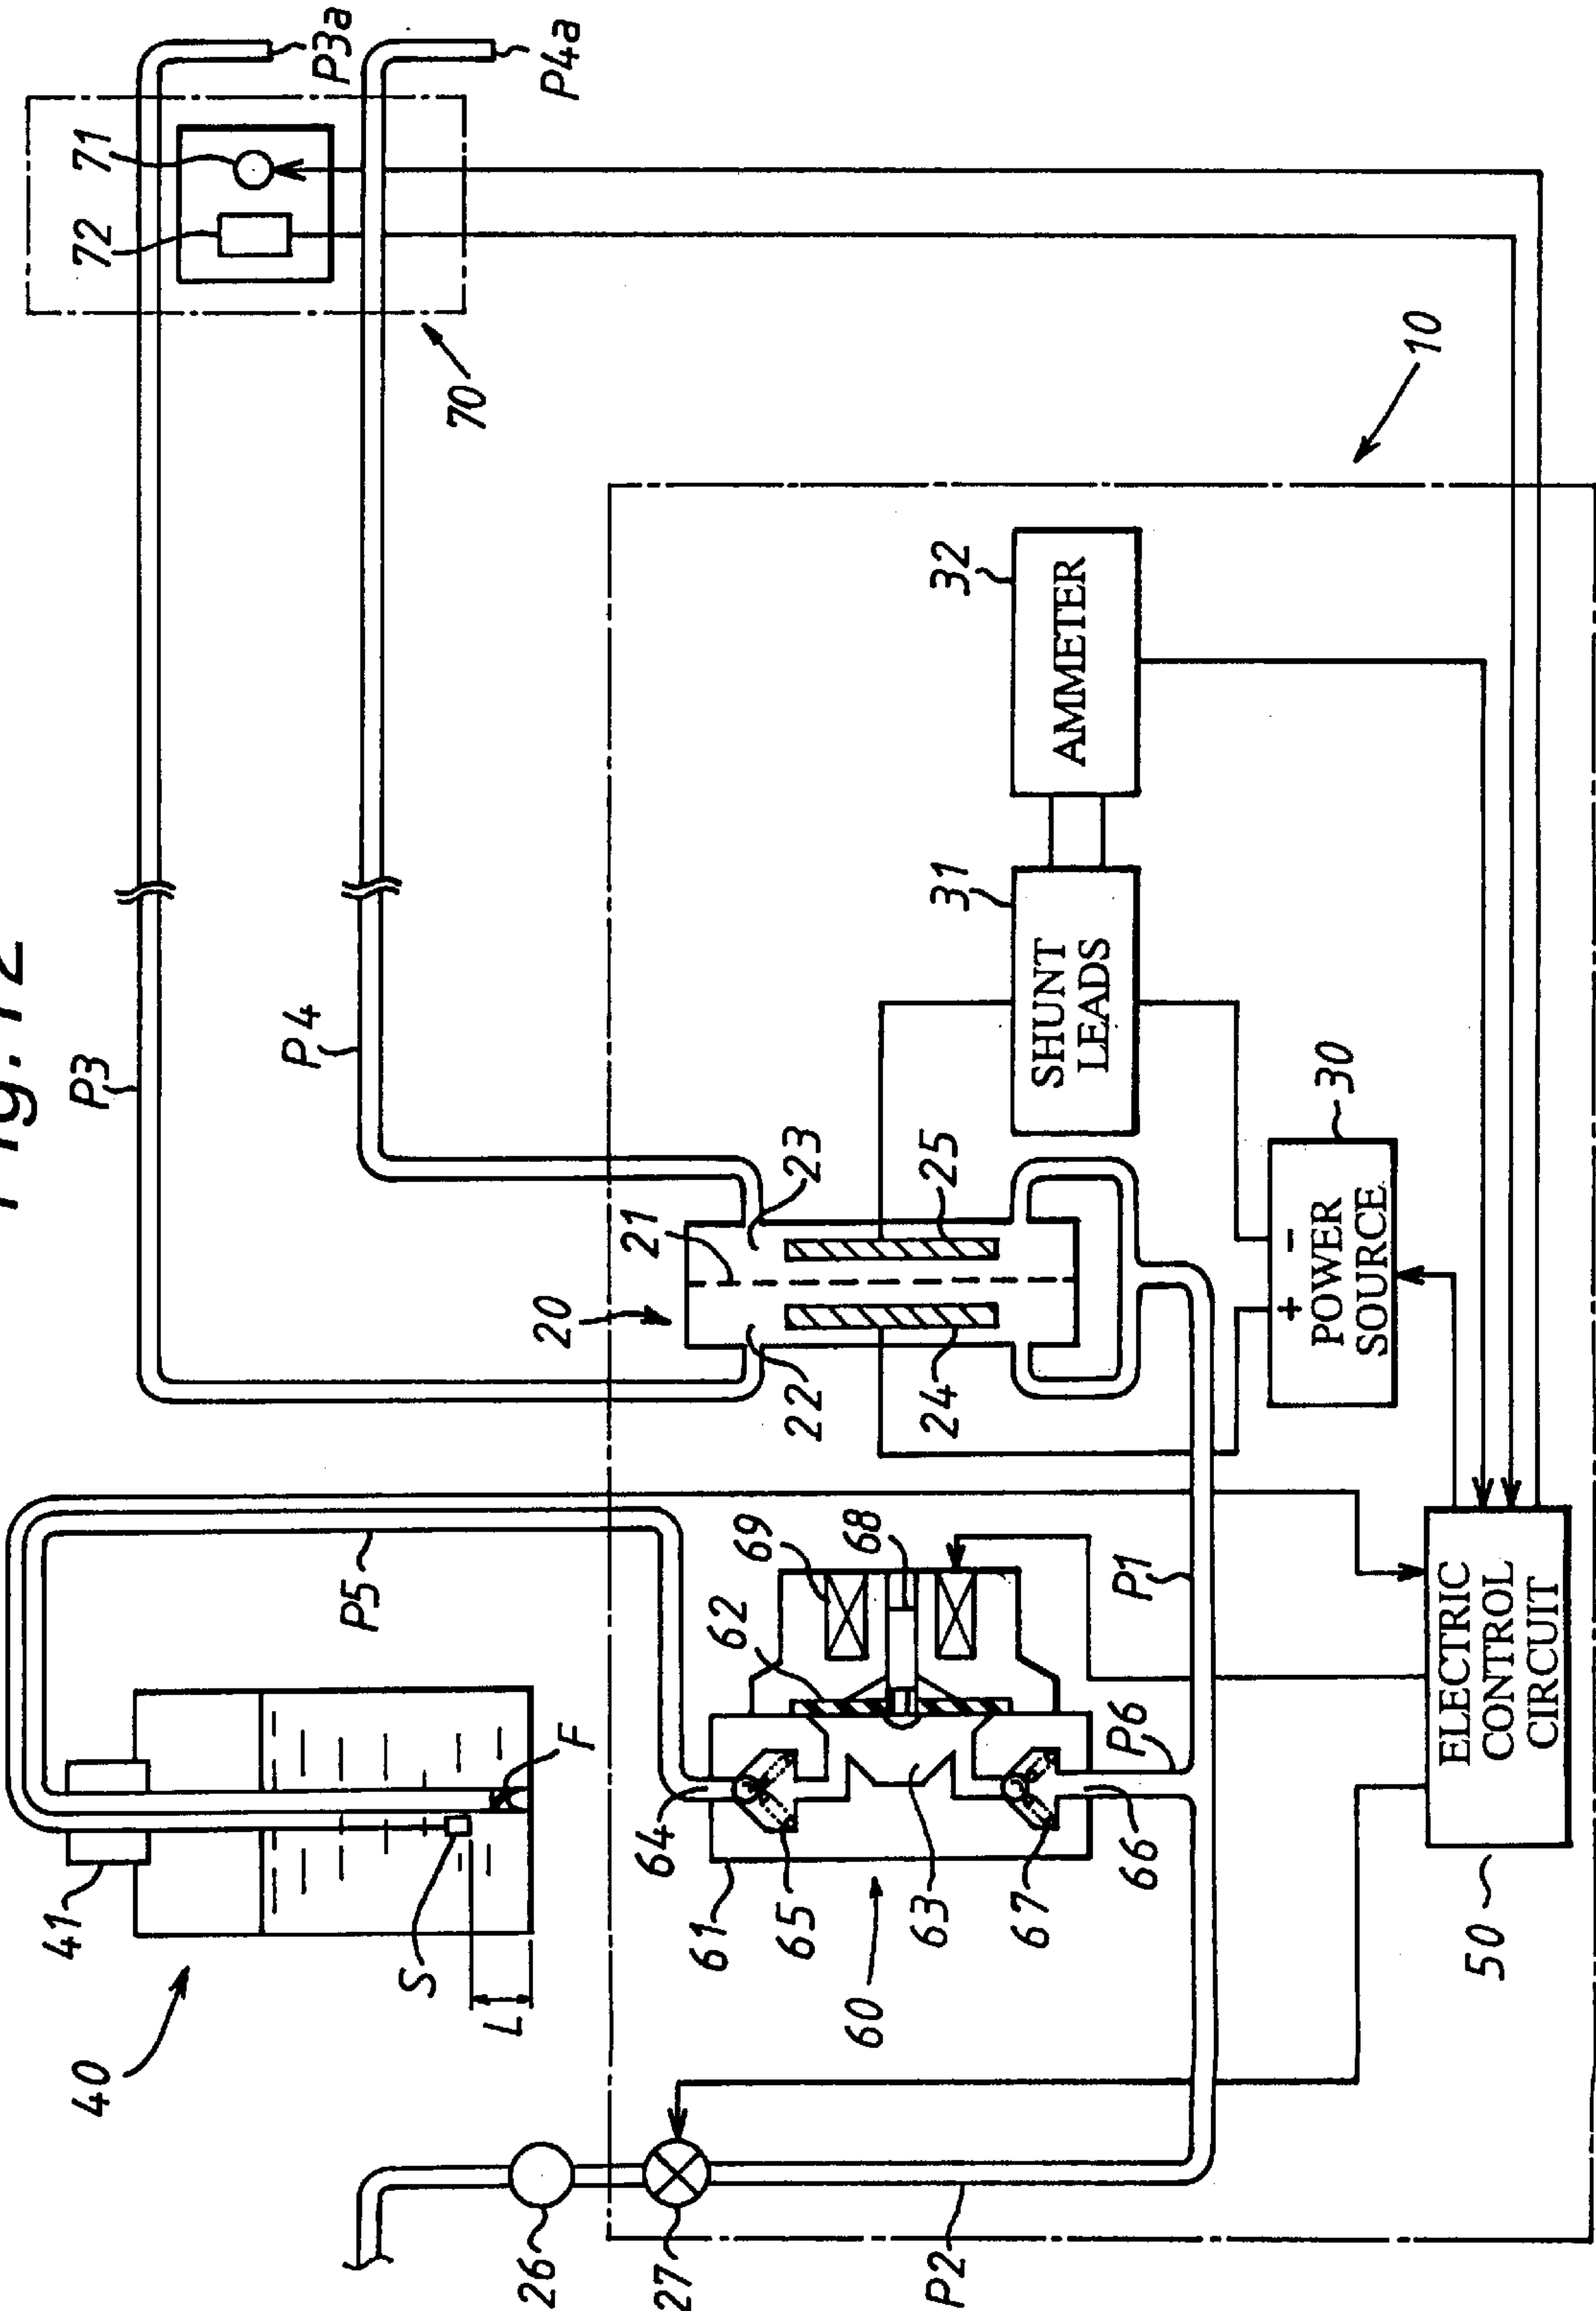 Fig.12
P3a
P4a
71
72
70
10
P3
P4
32
AMMETER
31
SHUNT
LEADS
23
25
21
20
22
24
30
+ -
POWER
SOURCE
P5
69
68
62
P1
P6
F
41
S
L
40
64
61
65
63
67
66
60
ELECTRIC
CONTROL
CIRCUIT
50
26
27
P2